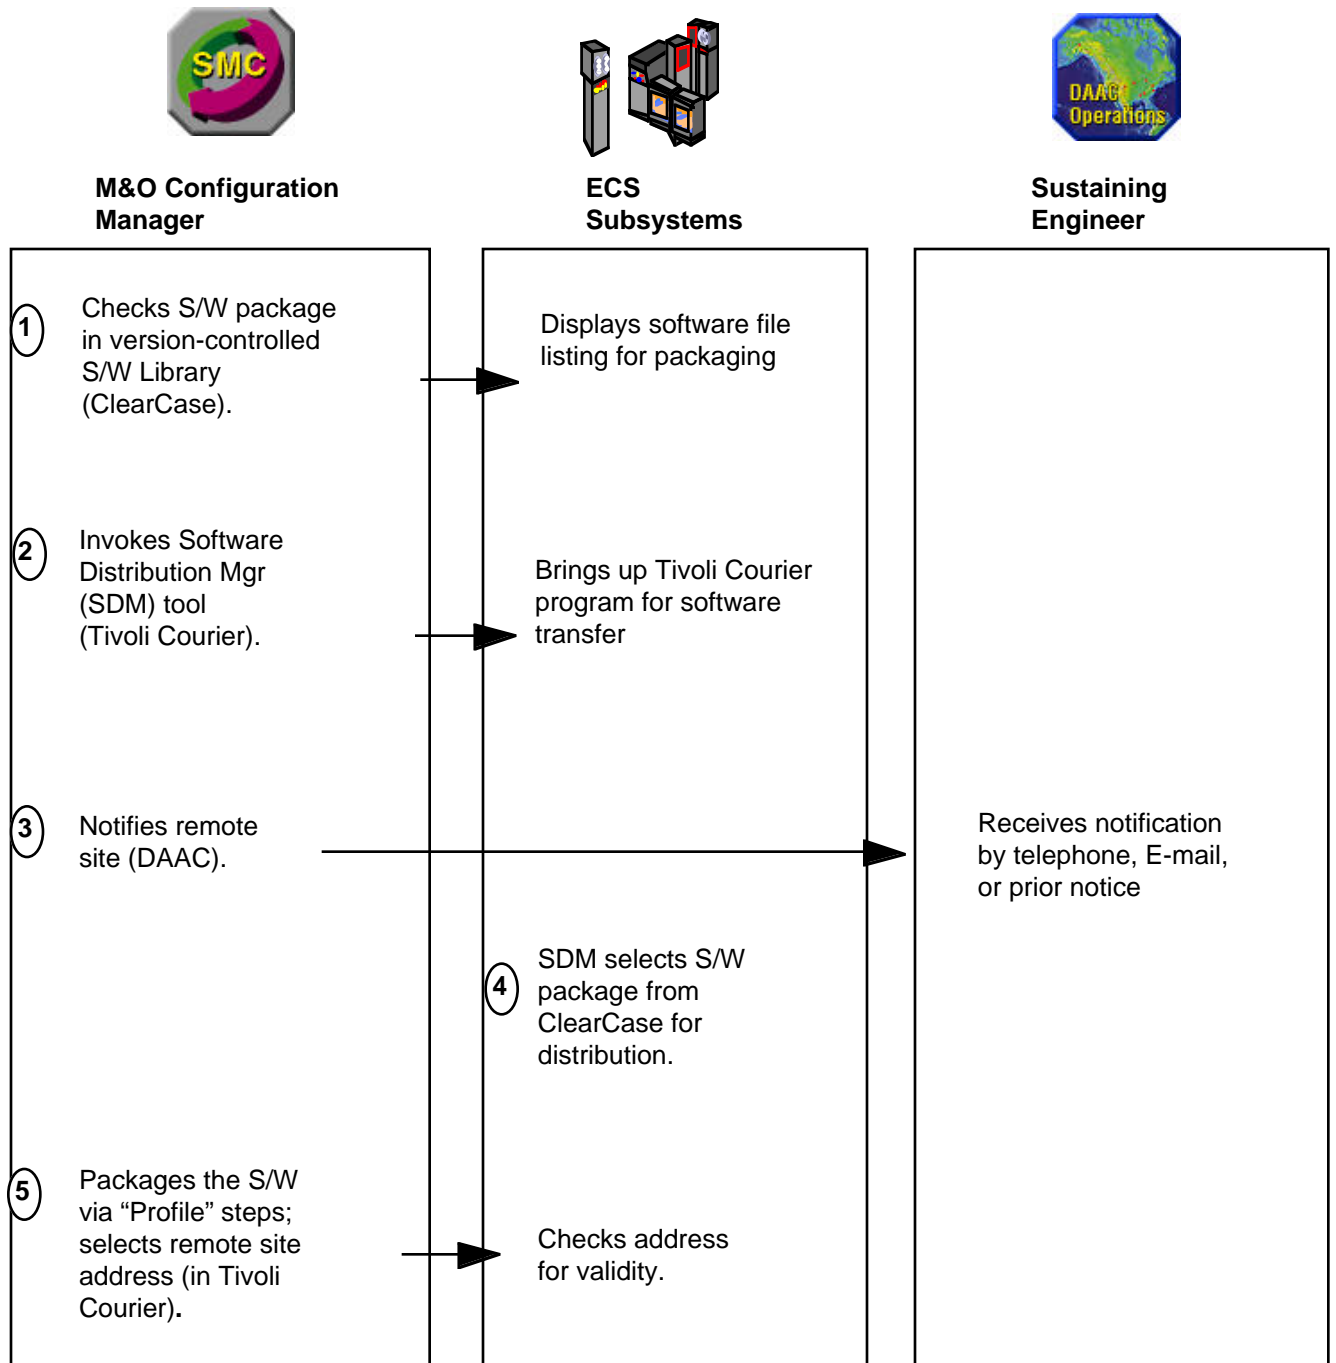 SMC
DAAC
Operations
M&O Configuration
Manager
ECS
Subsystems
Sustaining
Engineer
1
Checks S/W package
in version-controlled
S/W Library
(ClearCase).
Displays software file
listing for packaging
2
Invokes Software
Distribution Mgr
(SDM) tool
(Tivoli Courier).
Brings up Tivoli Courier
program for software
transfer
3
Notifies remote
site (DAAC).
Receives notification
by telephone, E-mail,
or prior notice
4
SDM selects S/W
package from
ClearCase for
distribution.
5
Packages the S/W
via “Profile” steps;
selects remote site
address (in Tivoli
Courier).
Checks address
for validity.